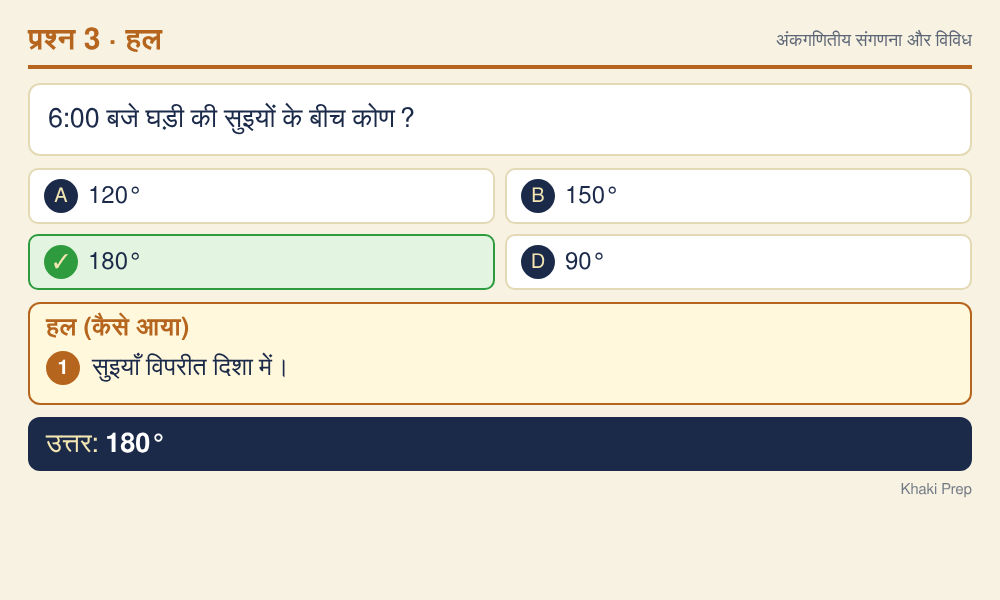 प्रश्न 3 · हल
अंकगणितीय संगणना और विविध
6:00 बजे घड़ी की सुइयों के बीच कोण ?
A 120°
B 150°
✓ 180°
D 90°
हल (कैसे आया)
1 सुइयाँ विपरीत दिशा में।
उत्तर: 180°
Khaki Prep